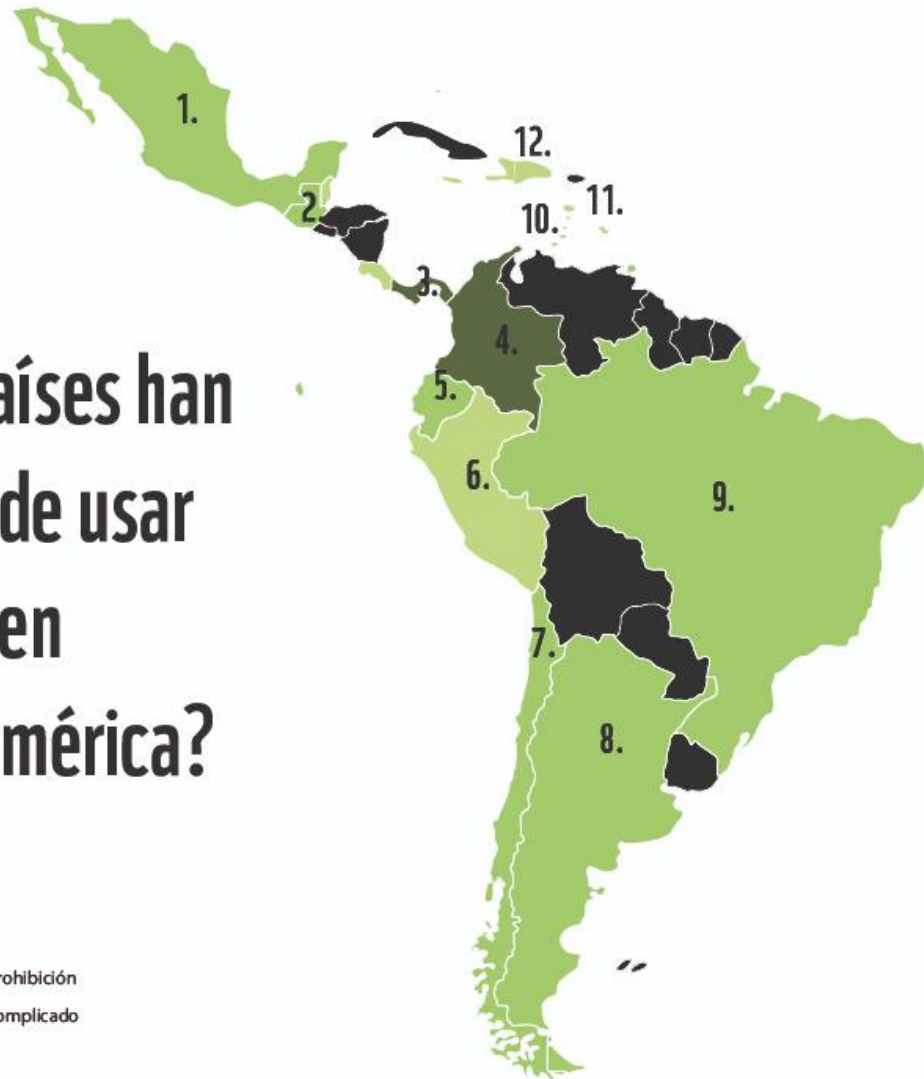 1.
12.
2.
11.
10.
3.
4.
aíses han
5.
de usar
6.
9.
en
7.
mérica?
8.
rohibición
omplicado